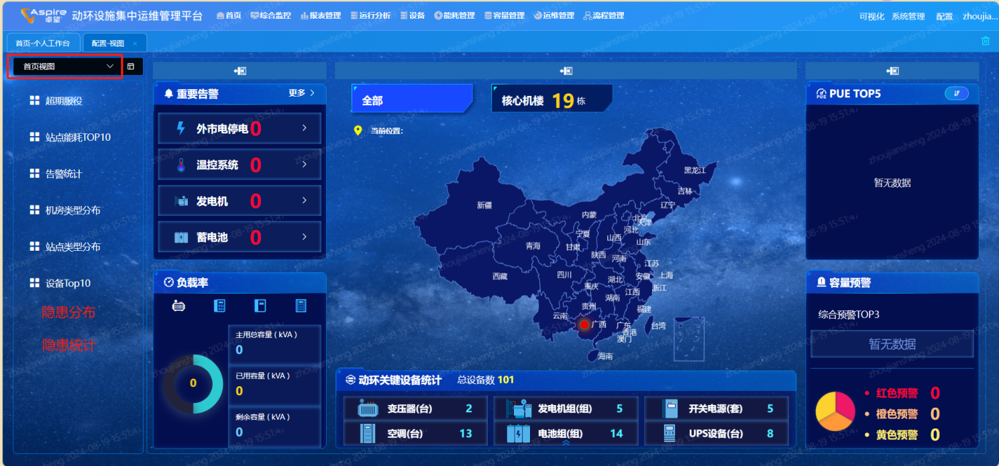 Aspire 卓望 动环设施集中运维管理平台 首页 综合监控 报表管理 运行分析 设备 能耗管理 容量管理 运维管理 流程管理 可视化 系统管理 配置 zhoujia...
首页-个人工作台 配置-视图 ×
首页视图
超期服役
站点能耗TOP10
告警统计
机房类型分布
站点类型分布
设备Top10
隐患分布
隐患统计
重要告警 更多
外市电停电 0
温控系统 0
发电机 0
蓄电池 0
负载率
0
主用总容量 ( kVA )
0
已用容量 ( kVA )
0
剩余容量 ( kVA )
0
全部
核心机楼 19 栋
当前位置:
黑龙江
吉林
辽宁
新疆
内蒙
北京
天津
河北
宁夏
山西
山东
青海
甘肃
陕西
河南
江苏
西藏
四川
湖北
安徽
上海
重庆
浙江
湖南
江西
贵州
福建
云南
广西
广东
台湾
香港
澳门
海南
动环关键设备统计 总设备数 101
变压器(台) 2
发电机组(组) 5
开关电源(套) 5
空调(台) 13
电池组(组) 14
UPS设备(台) 8
PUE PUE TOP5
暂无数据
容量预警
综合预警TOP3
暂无数据
红色预警 0
橙色预警 0
黄色预警 0
zhoujiansheng 2024-08-19 15:51:47